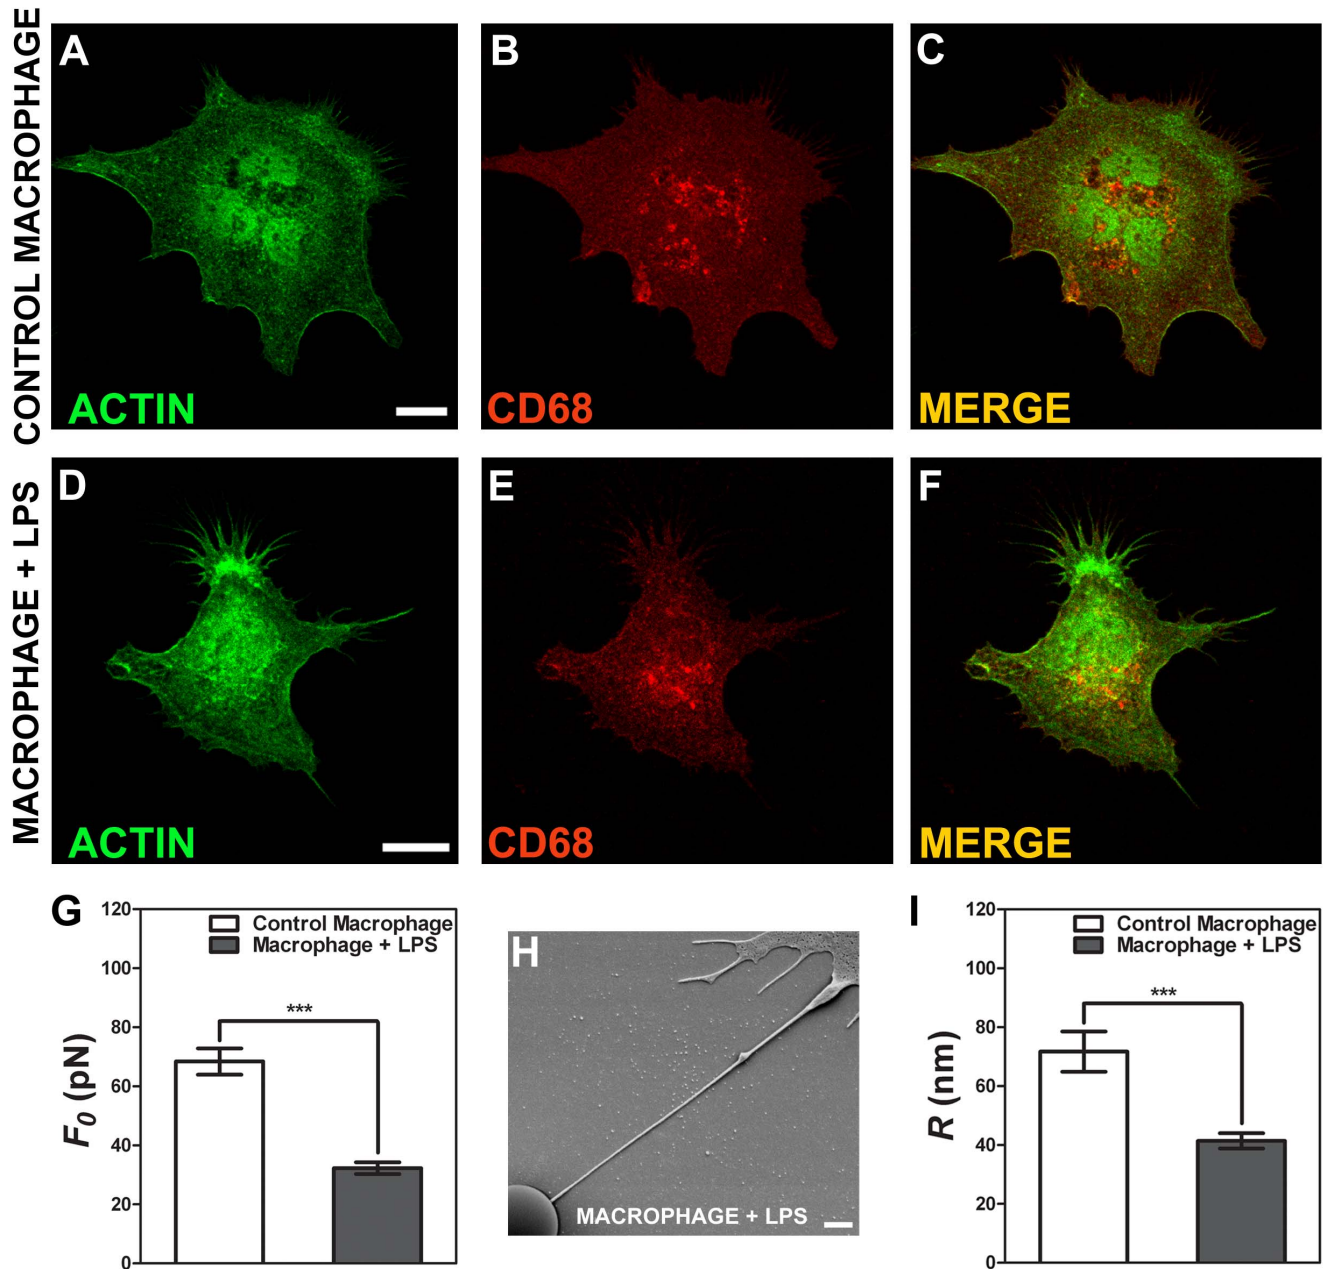 CONTROL MACROPHAGE
A
ACTIN
B
CD68
C
MERGE
MACROPHAGE + LPS
D
ACTIN
E
CD68
F
MERGE
G
120
100
80
60
40
20
0
F0 (pN)
Control Macrophage
Macrophage + LPS
***
H
MACROPHAGE + LPS
I
120
100
80
60
40
20
0
R (nm)
Control Macrophage
Macrophage + LPS
***